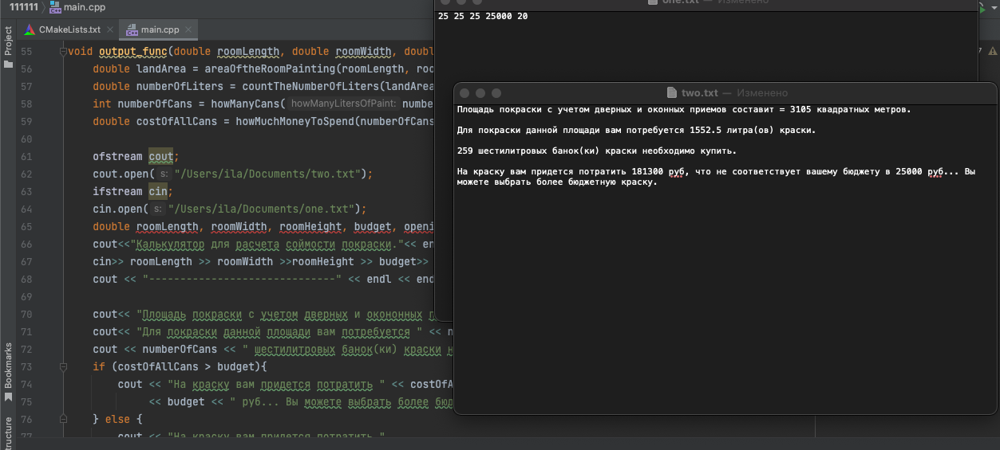 111111 main.cpp
one.txt — Изменено
25 25 25 25000 20
CMakeLists.txt
main.cpp
Project
55 void output_func(double roomLength, double roomWidth, doubl
56 double landArea = areaOftheRoomPainting(roomLength, roo
57 double numberOfLiters = countTheNumberOfLiters(landArea
58 int numberOfCans = howManyCans( howManyLitersOfPaint: number
59 double costOfAllCans = howMuchMoneyToSpend(numberOfCans
60
61 ofstream cout;
62 cout.open( s: "/Users/ila/Documents/two.txt");
63 ifstream cin;
64 cin.open( s: "/Users/ila/Documents/one.txt");
65 double roomLength, roomWidth, roomHeight, budget, openi
66 cout<<"Калькулятор для расчета соймости покраски."<< en
67 cin>> roomLength >> roomWidth >>roomHeight >> budget>>
68 cout << "------------------------------" << endl << end
69
70 cout<< "Площадь покраски с учетом дверных и окононных п
71 cout<< "Для покраски данной площади вам потребуется " << n
72 cout << numberOfCans << " шестилитровых банок(ки) краски н
73 if (costOfAllCans > budget){
74 cout << "На краску вам придется потратить " << costOfA
75 << budget << " руб... Вы можете выбрать более бюд
76 } else {
77 cout << "На краску вам придется потратить "
Bookmarks
tructure
7
two.txt — Изменено
Площадь покраски с учетом дверных и оконных приемов составит = 3105 квадратных метров.
Для покраски данной площади вам потребуется 1552.5 литра(ов) краски.
259 шестилитровых банок(ки) краски необходимо купить.
На краску вам придется потратить 181300 руб, что не соответствует вашему бюджету в 25000 руб... Вы
можете выбрать более бюджетную краску.